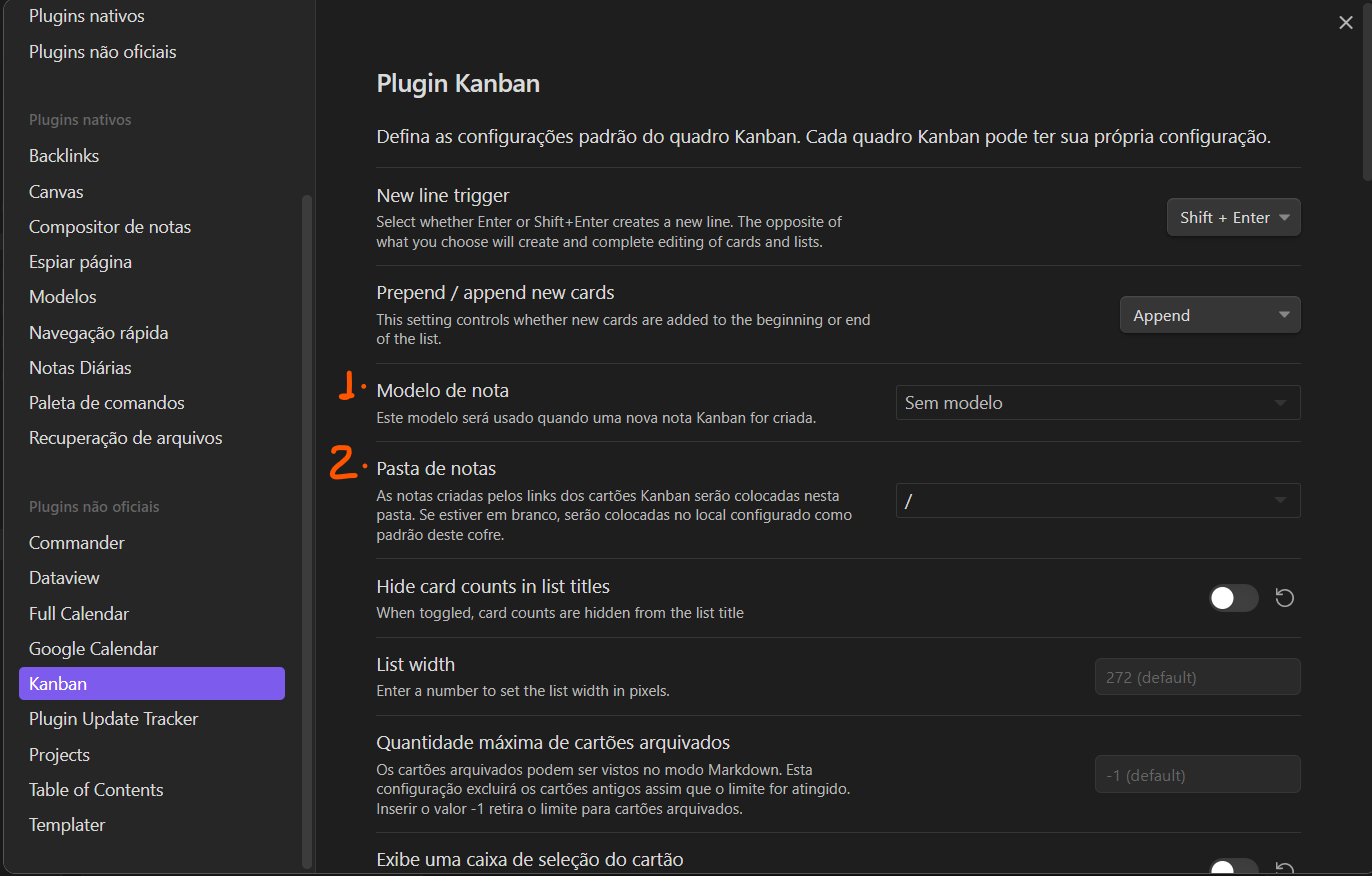 Plugins nativos
Plugins não oficiais
Plugins nativos
Backlinks
Canvas
Compositor de notas
Espiar página
Modelos
Navegação rápida
Notas Diárias
Paleta de comandos
Recuperação de arquivos
Plugins não oficiais
Commander
Dataview
Full Calendar
Google Calendar
Kanban
Plugin Update Tracker
Projects
Table of Contents
Templater
Plugin Kanban
Defina as configurações padrão do quadro Kanban. Cada quadro Kanban pode ter sua própria configuração.
New line trigger
Select whether Enter or Shift+Enter creates a new line. The opposite of
what you choose will create and complete editing of cards and lists.
Shift + Enter
Prepend / append new cards
This setting controls whether new cards are added to the beginning or end
of the list.
Append
1. Modelo de nota
Este modelo será usado quando uma nova nota Kanban for criada.
Sem modelo
2. Pasta de notas
As notas criadas pelos links dos cartões Kanban serão colocadas nesta
pasta. Se estiver em branco, serão colocadas no local configurado como
padrão deste cofre.
/
Hide card counts in list titles
When toggled, card counts are hidden from the list title
List width
Enter a number to set the list width in pixels.
272 (default)
Quantidade máxima de cartões arquivados
Os cartões arquivados podem ser vistos no modo Markdown. Esta
configuração excluirá os cartões antigos assim que o limite for atingido.
Inserir o valor -1 retira o limite para cartões arquivados.
-1 (default)
Exibe uma caixa de seleção do cartão